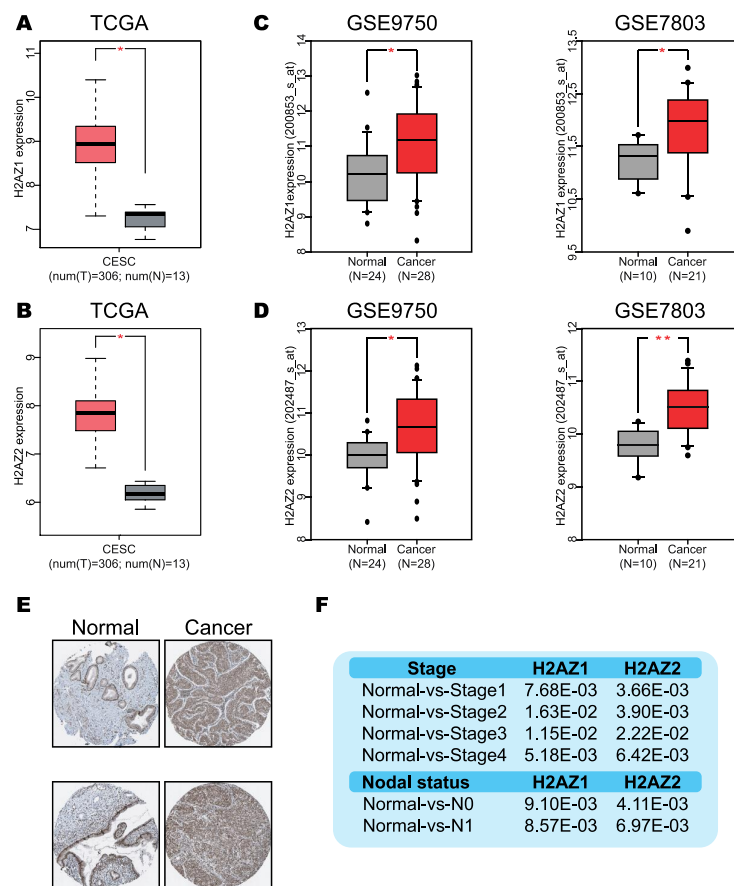 A
TCGA
H2AZ1 expression
11
10
9
8
7
*
CESC
(num(T)=306; num(N)=13)
C
GSE9750
H2AZ1expression (200853_s_at)
14
13
12
11
10
9
8
*
Normal
(N=24)
Cancer
(N=28)
GSE7803
13.5
12.5
11.5
10.5
9.5
*
Normal
(N=10)
Cancer
(N=21)
B
TCGA
H2AZ2 expression
9
8
7
6
*
CESC
(num(T)=306; num(N)=13)
D
GSE9750
H2AZ2 expression (202487_s_at)
13
12
11
10
9
8
*
Normal
(N=24)
Cancer
(N=28)
GSE7803
12
11
10
9
8
**
Normal
(N=10)
Cancer
(N=21)
E
Normal Cancer
F
Stage H2AZ1 H2AZ2
Normal-vs-Stage1 7.68E-03 3.66E-03
Normal-vs-Stage2 1.63E-02 3.90E-03
Normal-vs-Stage3 1.15E-02 2.22E-02
Normal-vs-Stage4 5.18E-03 6.42E-03
Nodal status H2AZ1 H2AZ2
Normal-vs-N0 9.10E-03 4.11E-03
Normal-vs-N1 8.57E-03 6.97E-03